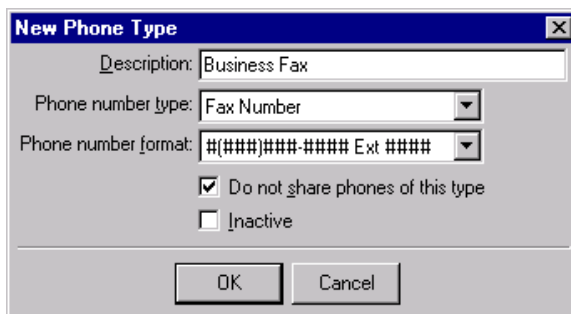 New Phone Type
Description: Business Fax
Phone number type: Fax Number
Phone number format: #(###)###-#### Ext ####
Do not share phones of this type
Inactive
OK Cancel